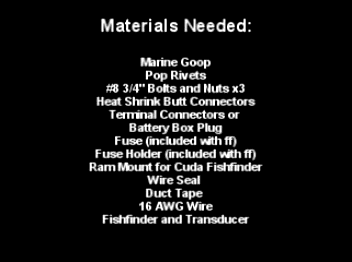 Materials Needed:
Marine Goop
Pop Rivets
#8 3/4" Bolts and Nuts x3
Heat Shrink Butt Connectors
Terminal Connectors or
Battery Box Plug
Fuse (included with ff)
Fuse Holder (included with ff)
Ram Mount for Cuda Fishfinder
Wire Seal
Duct Tape
16 AWG Wire
Fishfinder and Transducer